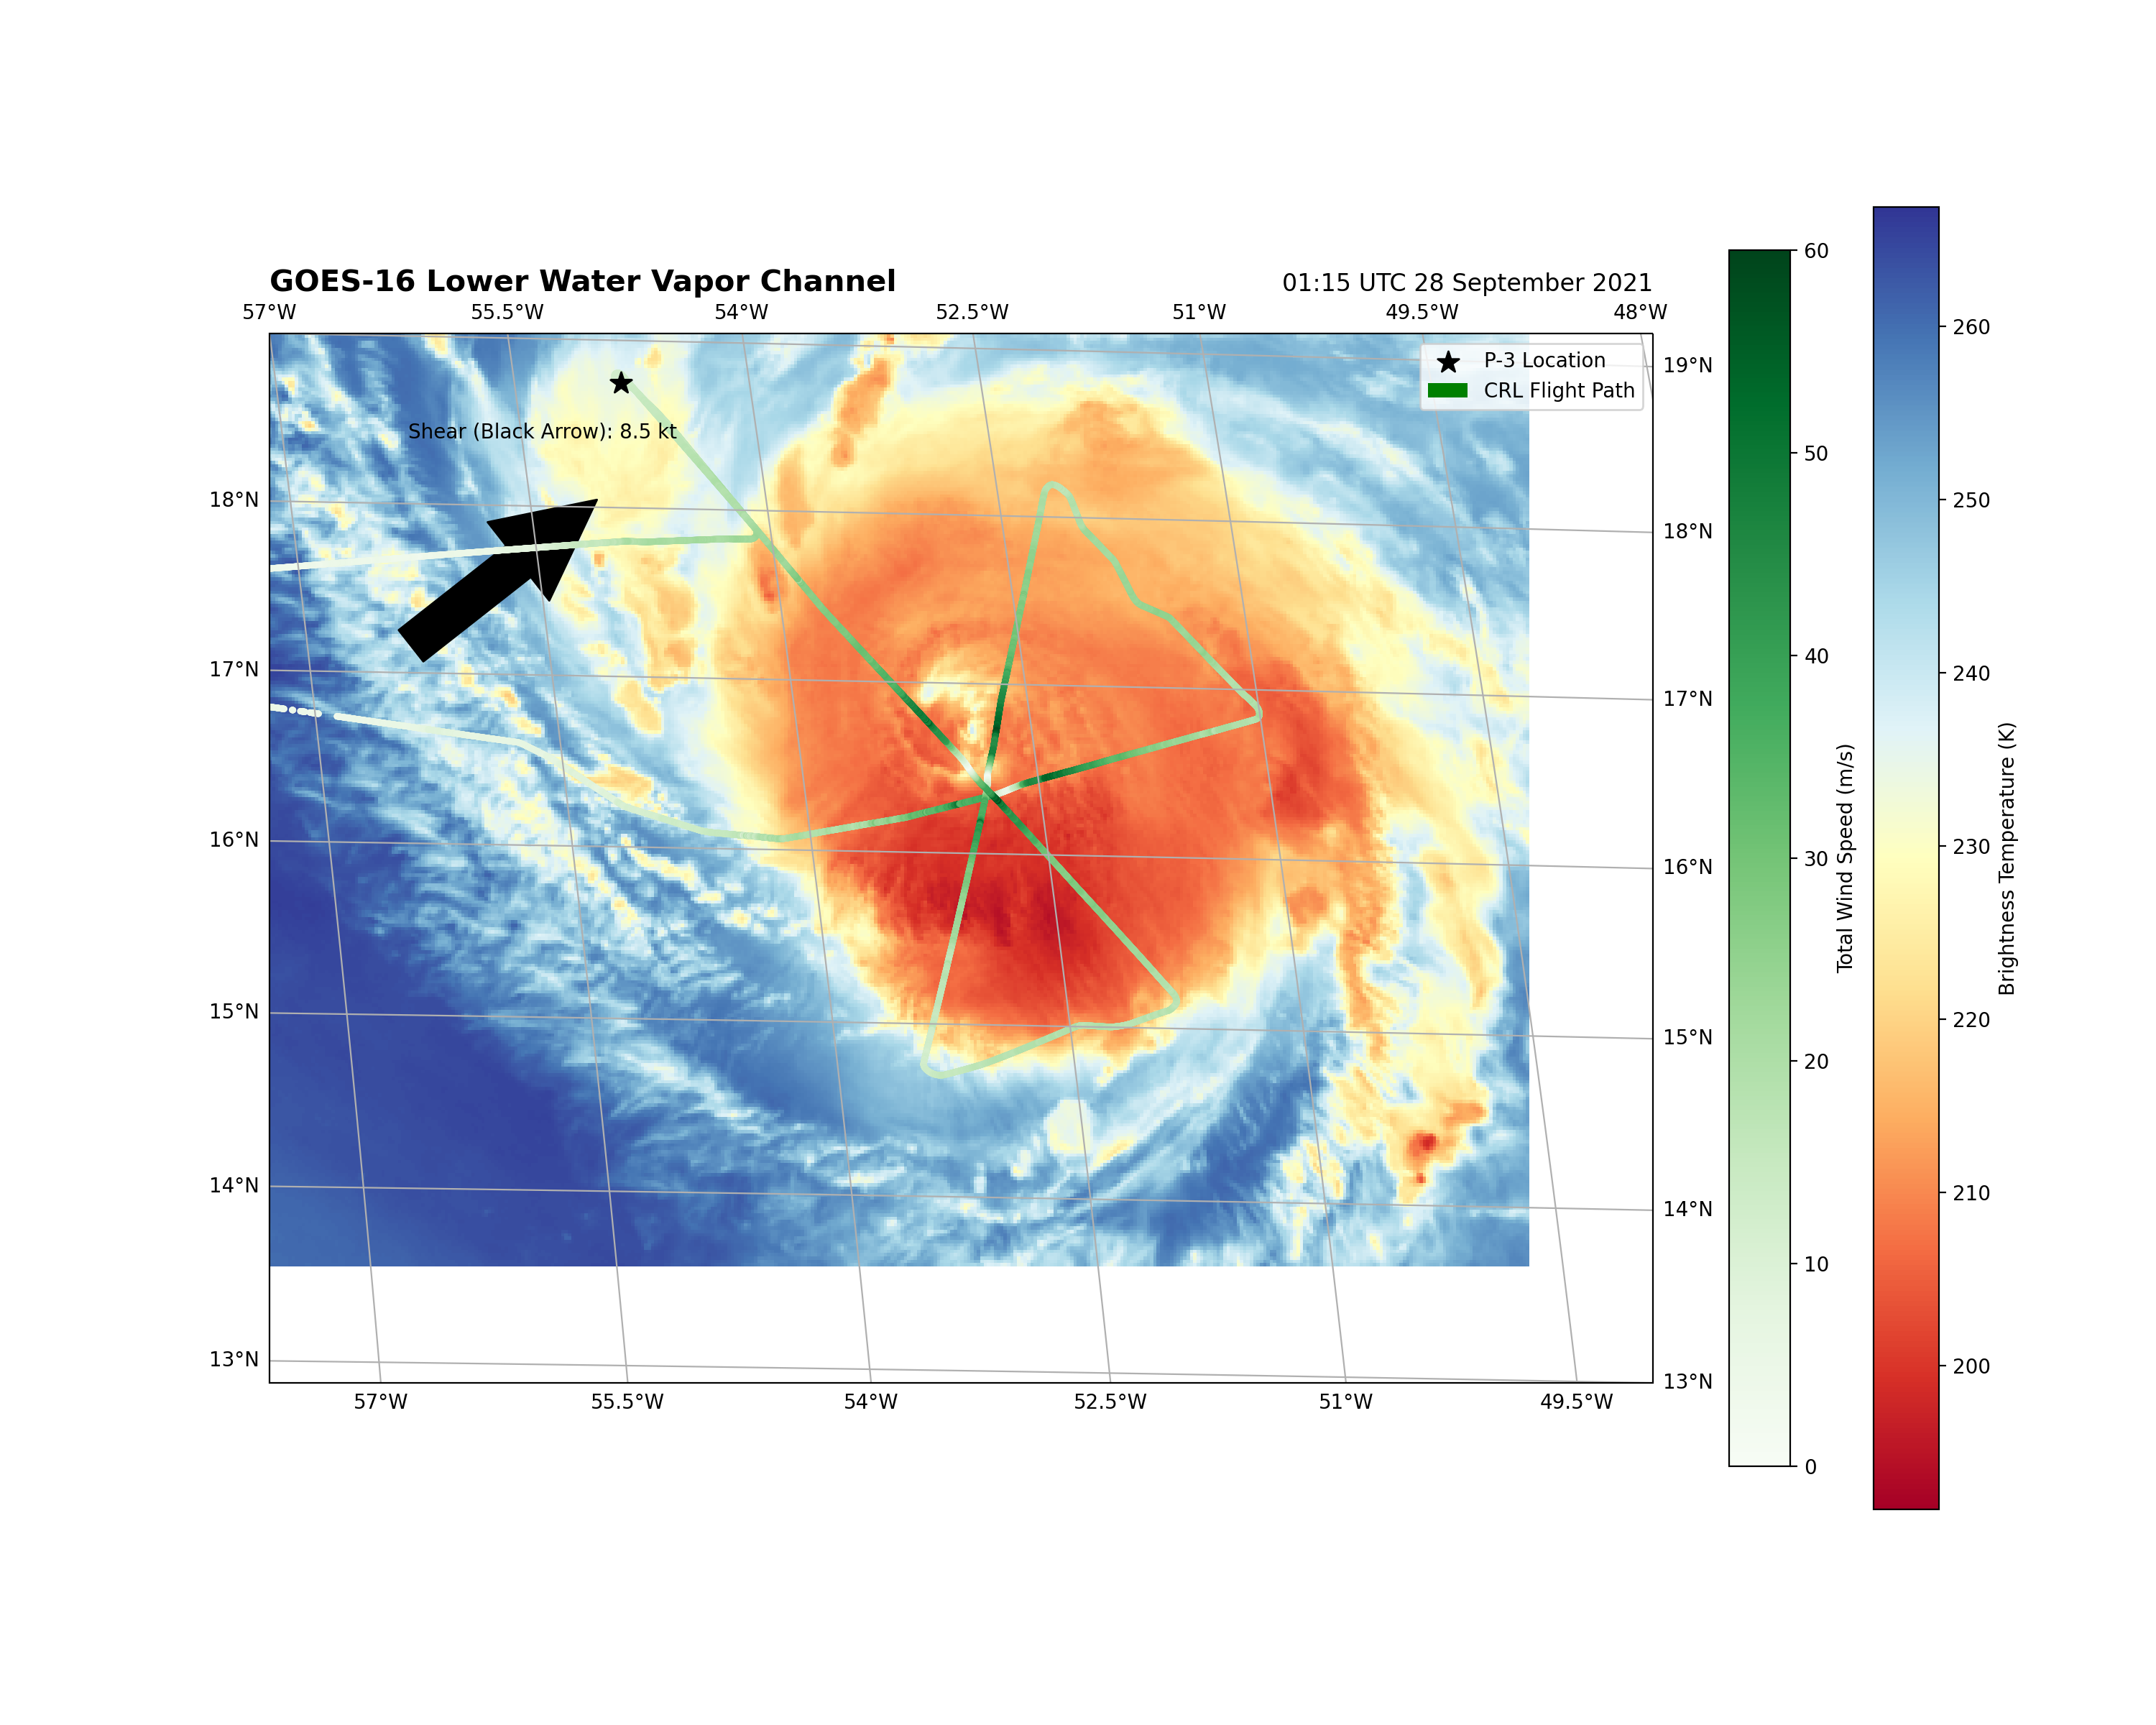 GOES-16 Lower Water Vapor Channel
01:15 UTC 28 September 2021
57°W 55.5°W 54°W 52.5°W 51°W 49.5°W 48°W
P-3 Location
CRL Flight Path
Shear (Black Arrow): 8.5 kt
18°N
17°N
16°N
15°N
14°N
13°N
19°N
18°N
17°N
16°N
15°N
14°N
13°N
57°W 55.5°W 54°W 52.5°W 51°W 49.5°W
60
50
40
30
20
10
0
Total Wind Speed (m/s)
260
250
240
230
220
210
200
Brightness Temperature (K)